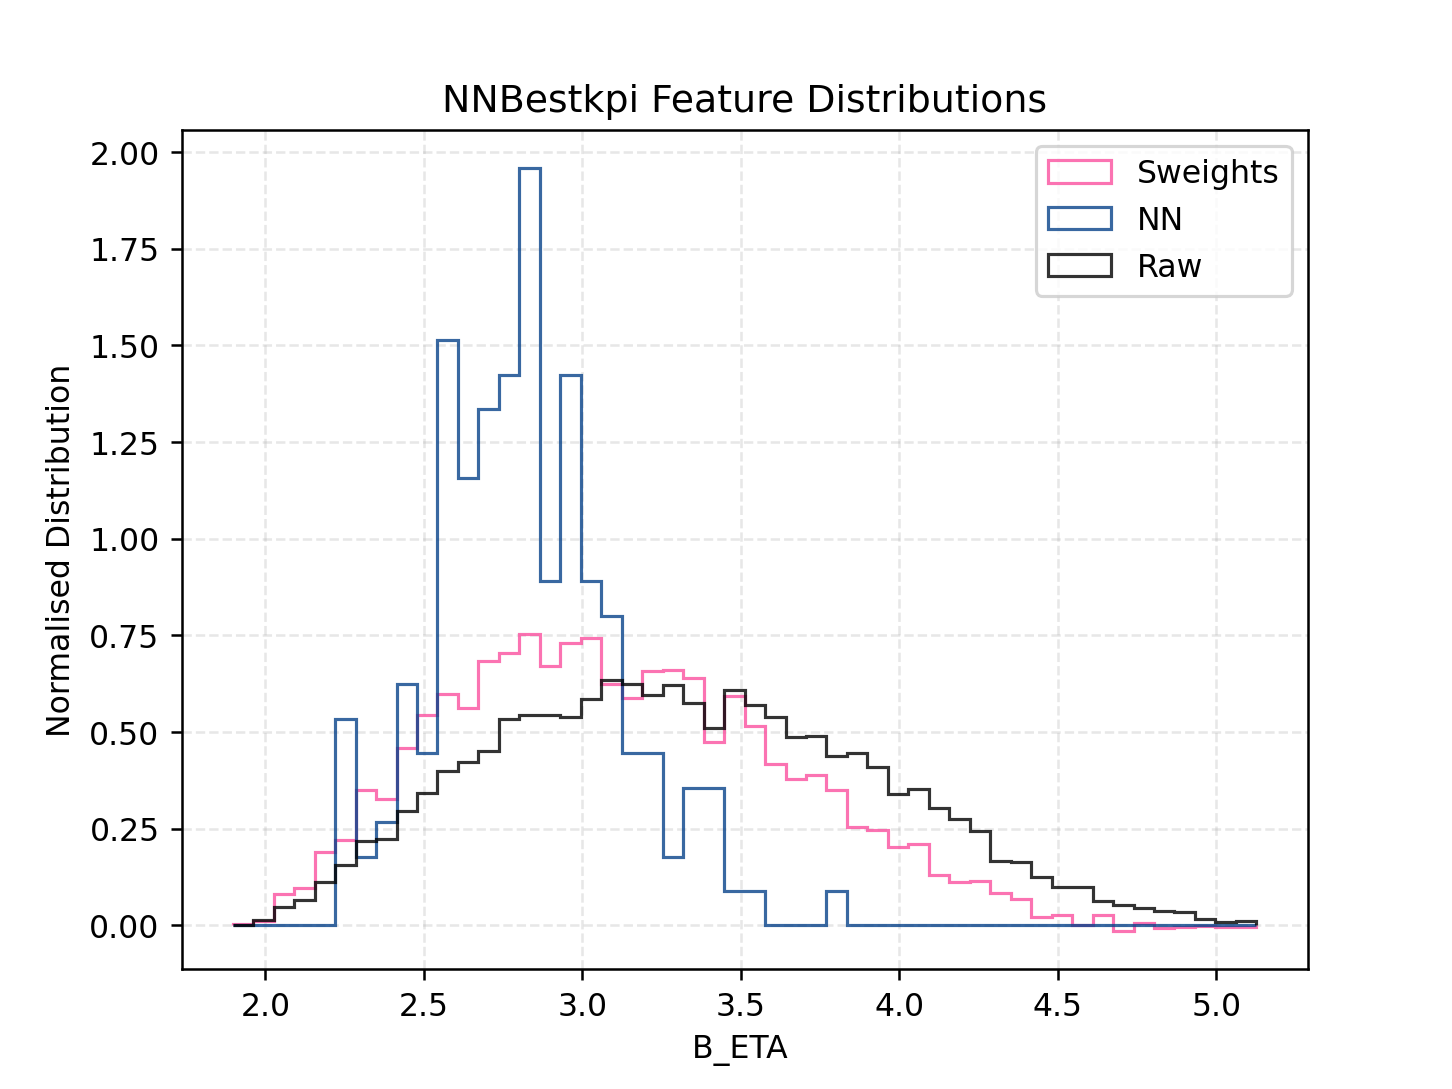 NNBestkpi Feature Distributions
Sweights
NN
Raw
Normalised Distribution
2.00
1.75
1.50
1.25
1.00
0.75
0.50
0.25
0.00
2.0 2.5 3.0 3.5 4.0 4.5 5.0
B_ETA